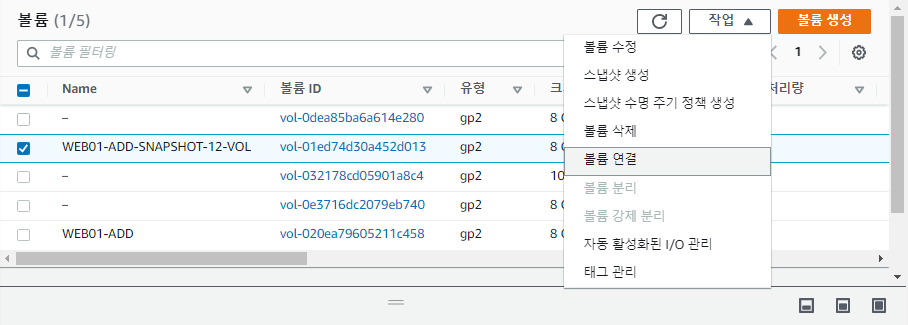 볼륨 (1/5)
작업
볼륨 생성
볼륨 필터링
1
Name
볼륨 ID
유형
크
처리량
–
vol-0dea85ba6a614e280
gp2
8
WEB01-ADD-SNAPSHOT-12-VOL
vol-01ed74d30a452d013
gp2
8
–
vol-032178cd05901a8c4
gp2
10
–
vol-0e3716dc2079eb740
gp2
8
WEB01-ADD
vol-020ea79605211c458
gp2
8
볼륨 수정
스냅샷 생성
스냅샷 수명 주기 정책 생성
볼륨 삭제
볼륨 연결
볼륨 분리
볼륨 강제 분리
자동 활성화된 I/O 관리
태그 관리